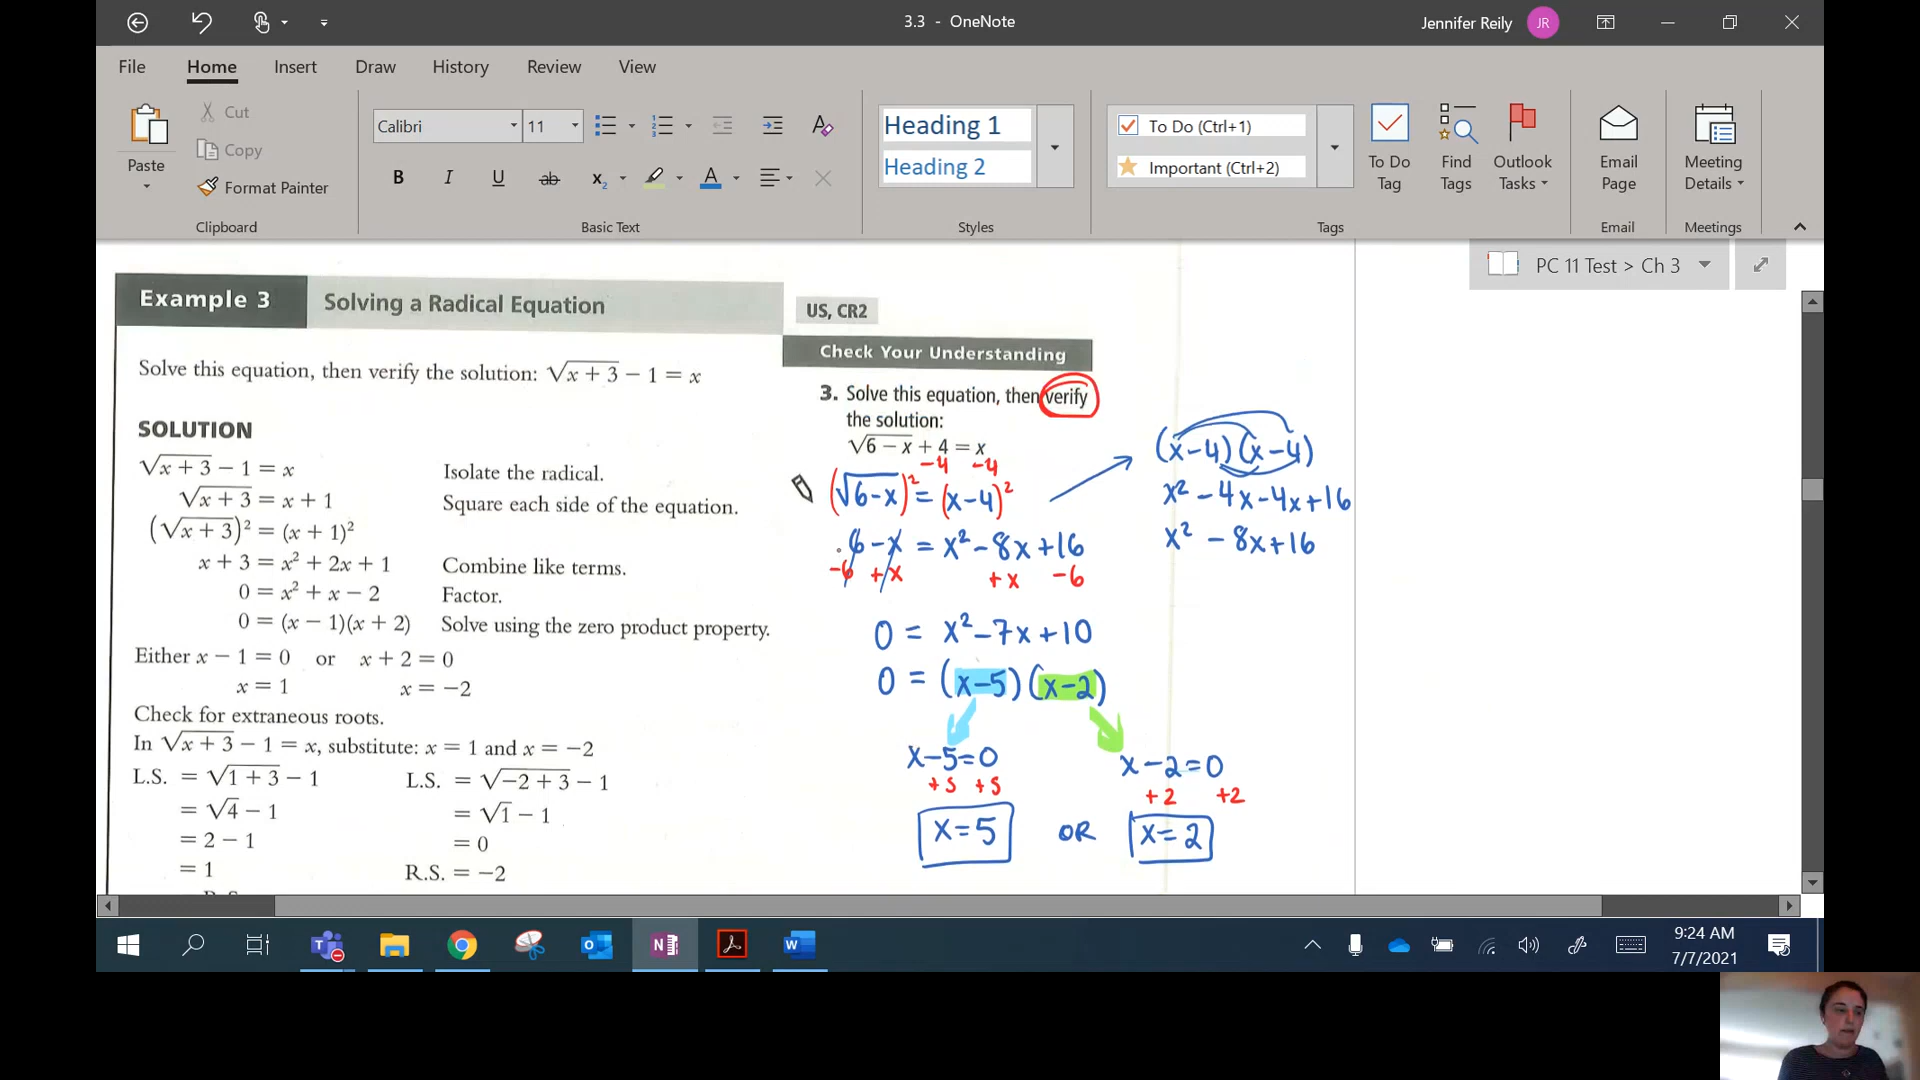 3.3 - OneNote
Jennifer Reily JR
File Home Insert Draw History Review View
Paste
Cut
Copy
Format Painter
Clipboard
Calibri 11
B I U ab x₂ A
Basic Text
Heading 1
Heading 2
Styles
To Do (Ctrl+1)
Important (Ctrl+2)
To Do Tag
Find Tags
Outlook Tasks
Tags
Email Page
Email
Meeting Details
Meetings
PC 11 Test > Ch 3
Example 3 Solving a Radical Equation
Solve this equation, then verify the solution: √(x + 3) − 1 = x
SOLUTION
√(x + 3) − 1 = x Isolate the radical.
√(x + 3) = x + 1 Square each side of the equation.
(√(x + 3))² = (x + 1)²
x + 3 = x² + 2x + 1 Combine like terms.
0 = x² + x − 2 Factor.
0 = (x − 1)(x + 2) Solve using the zero product property.
Either x − 1 = 0 or x + 2 = 0
x = 1 x = −2
Check for extraneous roots.
In √(x + 3) − 1 = x, substitute: x = 1 and x = −2
L.S. = √(1 + 3) − 1 L.S. = √(−2 + 3) − 1
= √4 − 1 = √1 − 1
= 2 − 1 = 0
= 1 R.S. = −2
US, CR2
Check Your Understanding
3. Solve this equation, then verify
the solution:
√(6 − x) + 4 = x
−4 −4
(√(6−x))² = (x−4)²
6 − x = x² − 8x + 16
−6 +x +x −6
0 = x² − 7x + 10
0 = (x−5)(x−2)
x−5=0 x−2=0
+5 +5 +2 +2
x=5 OR x=2
(x−4)(x−4)
x² − 4x − 4x + 16
x² − 8x + 16
9:24 AM
7/7/2021